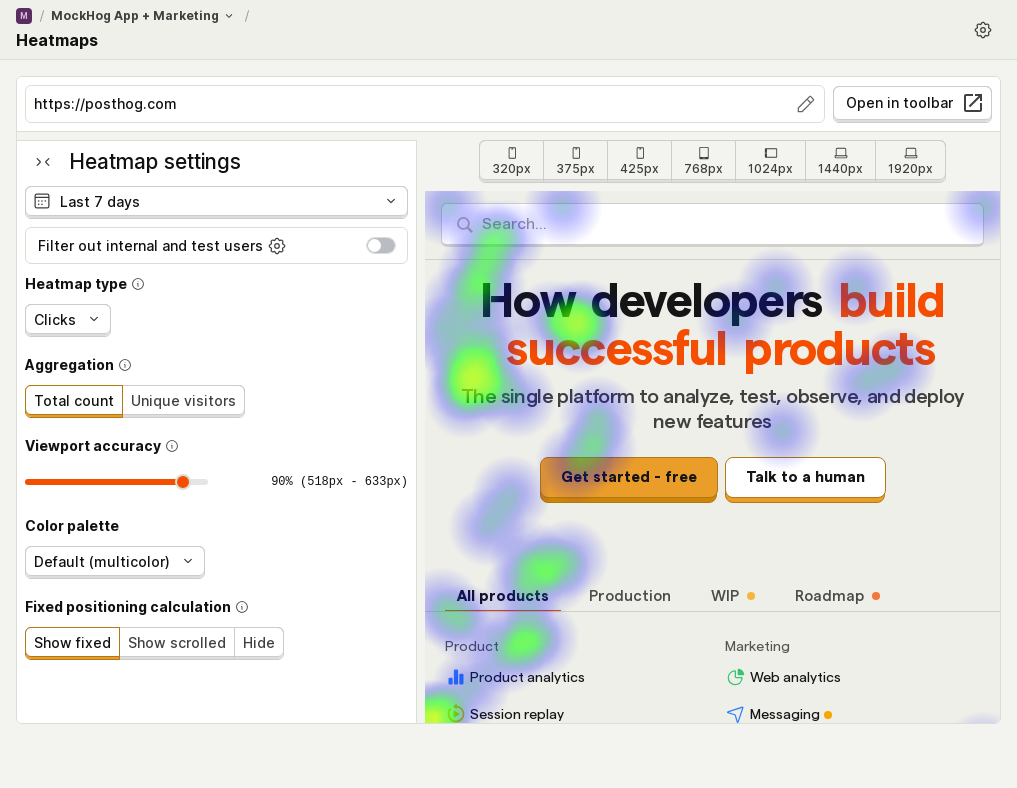 M / MockHog App + Marketing /
Heatmaps
https://posthog.com
Open in toolbar
Heatmap settings
Last 7 days
Filter out internal and test users
Heatmap type
Clicks
Aggregation
Total count Unique visitors
Viewport accuracy
90% (518px - 633px)
Color palette
Default (multicolor)
Fixed positioning calculation
Show fixed Show scrolled Hide
320px 375px 425px 768px 1024px 1440px 1920px
Search...
How developers build
successful products
The single platform to analyze, test, observe, and deploy
new features
Get started - free Talk to a human
All products Production WIP Roadmap
Product Marketing
Product analytics Web analytics
Session replay Messaging